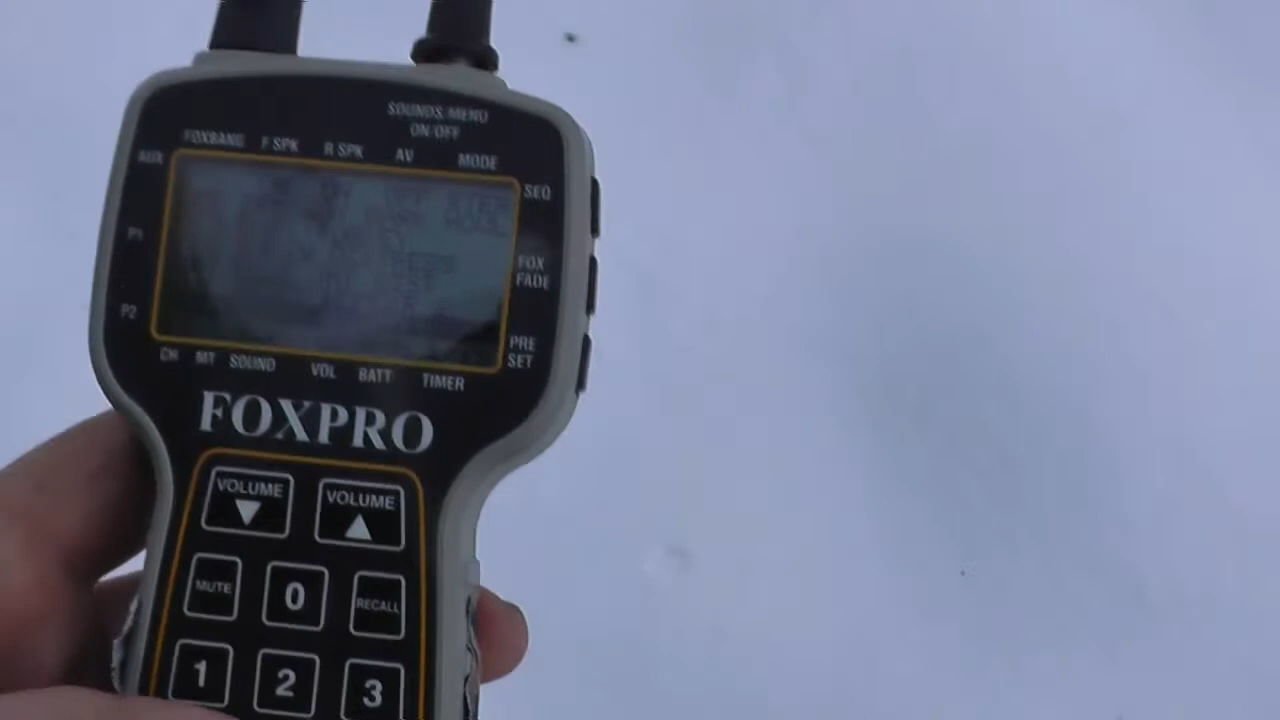 SOUNDS MENU
ON/OFF
FOXBANG F SPK R SPK AV MODE
AUX
SEQ
P1
FOX
FADE
P2
PRE
SET
CH MT SOUND VOL BATT TIMER
FOXPRO
VOLUME VOLUME
MUTE 0 RECALL
1 2 3